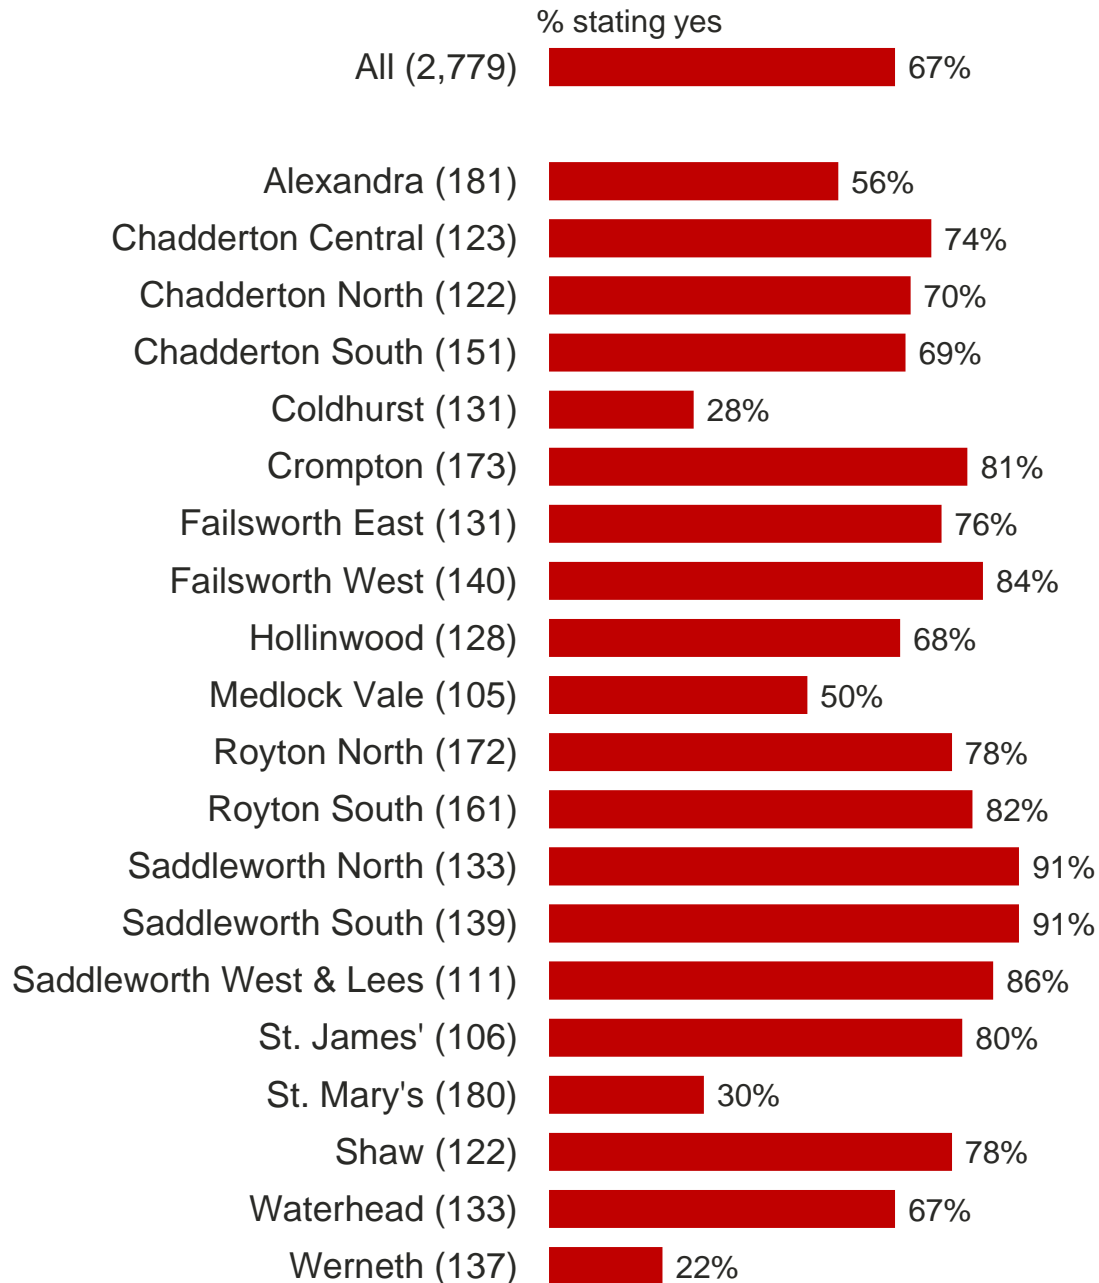 % stating yes
All (2,779) 67%
Alexandra (181) 56%
Chadderton Central (123) 74%
Chadderton North (122) 70%
Chadderton South (151) 69%
Coldhurst (131) 28%
Crompton (173) 81%
Failsworth East (131) 76%
Failsworth West (140) 84%
Hollinwood (128) 68%
Medlock Vale (105) 50%
Royton North (172) 78%
Royton South (161) 82%
Saddleworth North (133) 91%
Saddleworth South (139) 91%
Saddleworth West & Lees (111) 86%
St. James' (106) 80%
St. Mary's (180) 30%
Shaw (122) 78%
Waterhead (133) 67%
Werneth (137) 22%